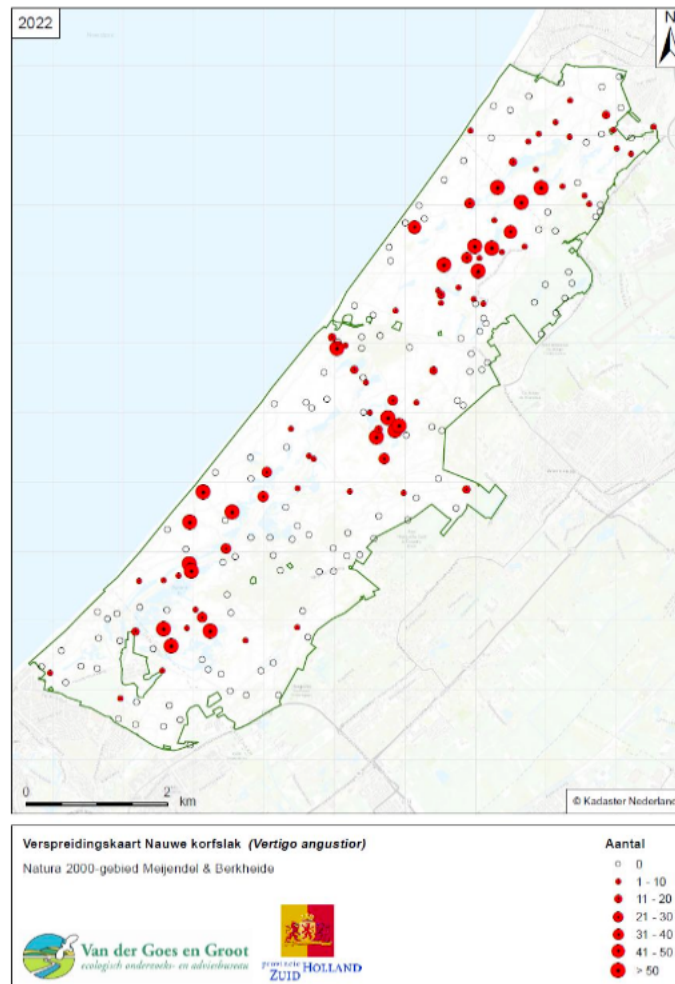 2022
N
0
2
km
© Kadaster Nederland
Verspreidingskaart Nauwe korfslak (Vertigo angustior)
Natura 2000-gebied Meijendel & Berkheide
Aantal
0
1 - 10
11 - 20
21 - 30
31 - 40
41 - 50
> 50
Van der Goes en Groot
ecologisch onderzoeks- en adviesbureau
provincie
ZUID HOLLAND